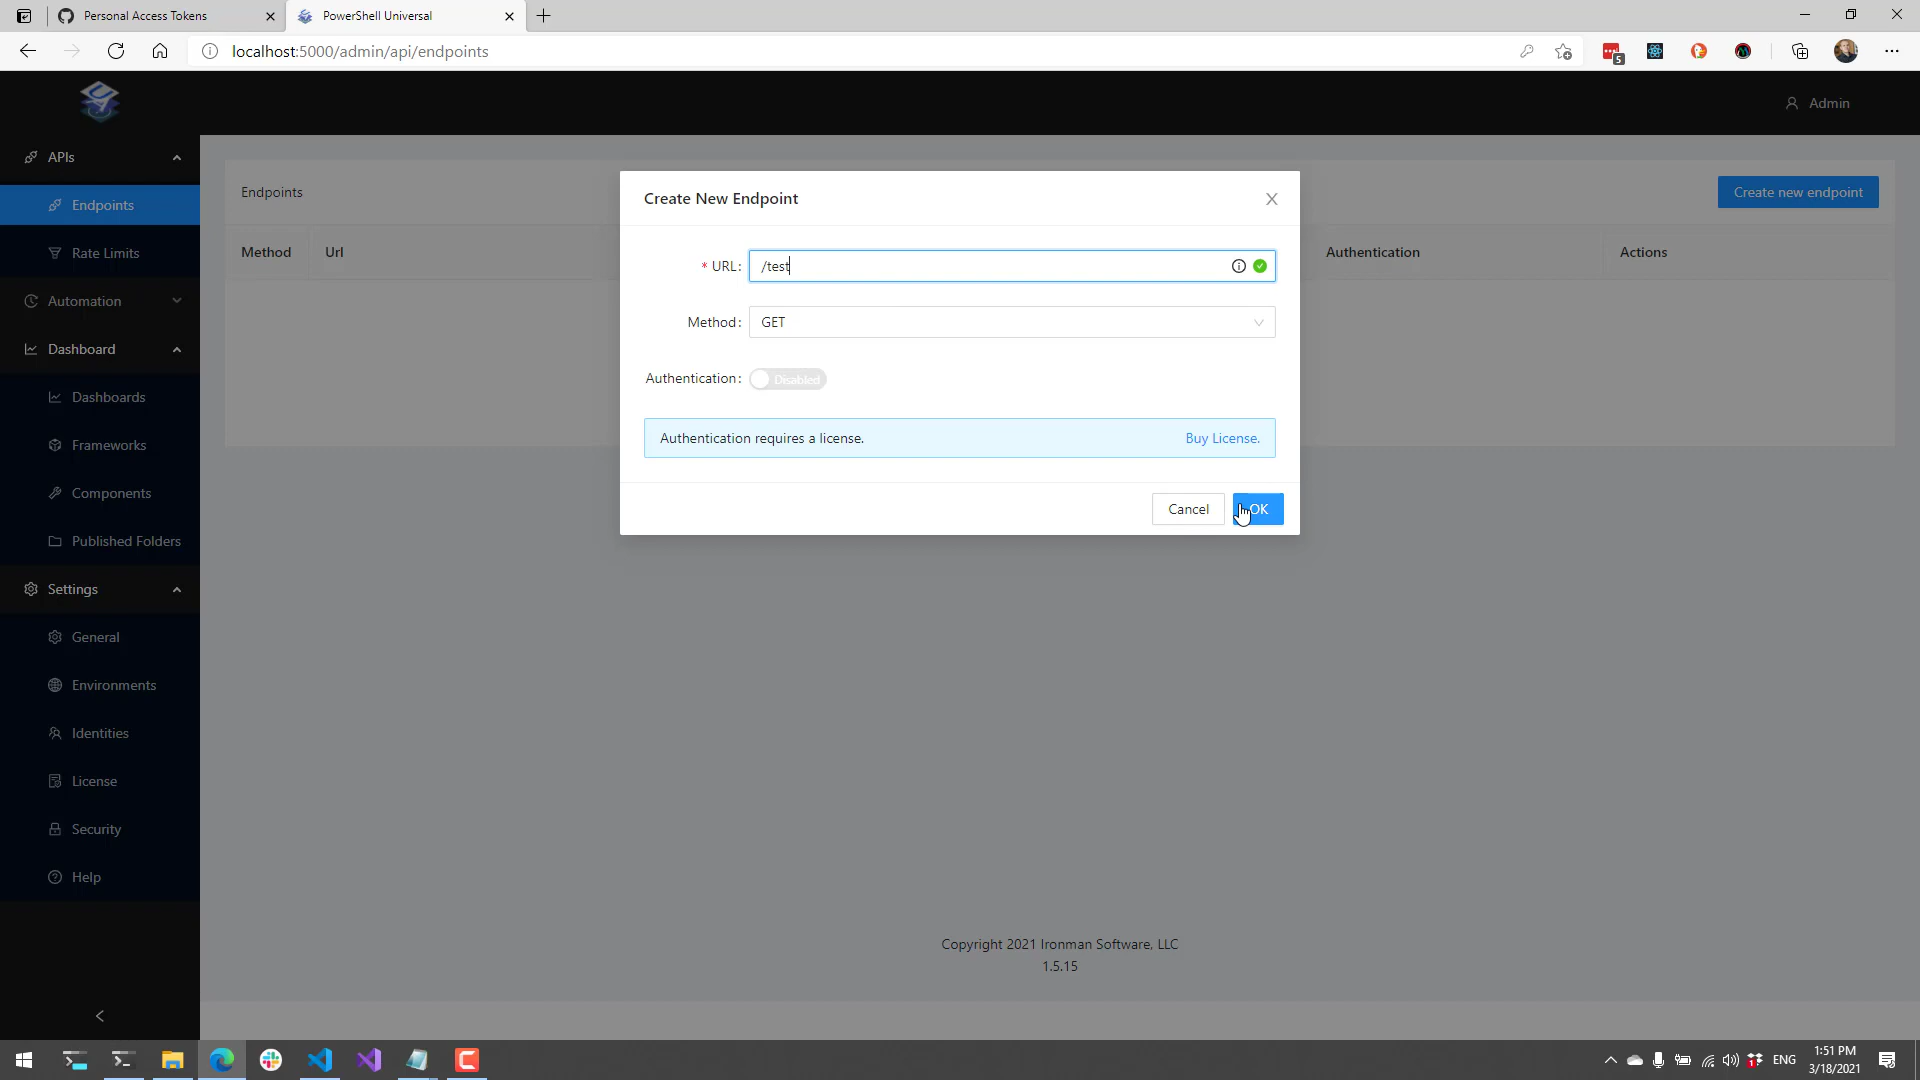 Personal Access Tokens
PowerShell Universal
localhost:5000/admin/api/endpoints
5
Admin
APIs
Endpoints
Rate Limits
Automation
Dashboard
Dashboards
Frameworks
Components
Published Folders
Settings
General
Environments
Identities
License
Security
Help
Endpoints
Create new endpoint
Method Url Authentication Actions
Create New Endpoint
* URL: /test
Method: GET
Authentication: Disabled
Authentication requires a license. Buy License.
Cancel OK
Copyright 2021 Ironman Software, LLC
1.5.15
ENG
1:51 PM
3/18/2021